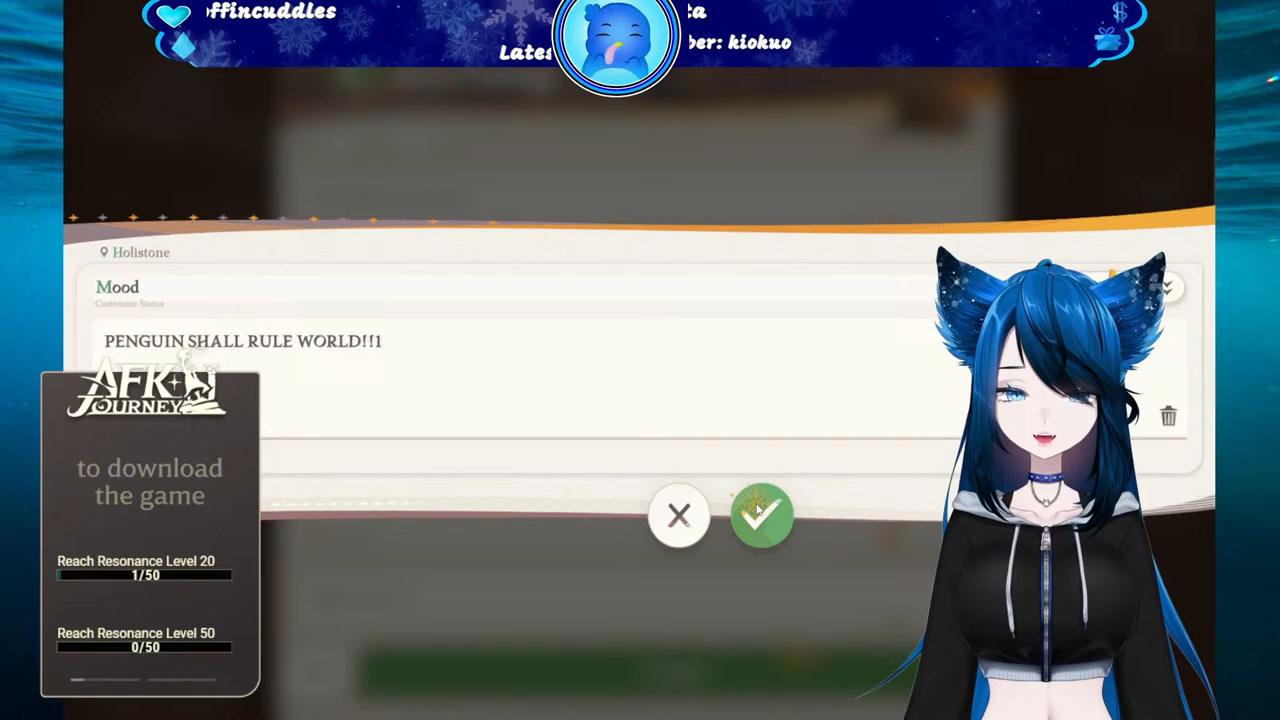 ffincuddles
ta
Lates
ber: kiokuo
Holistone
Mood
Customize Status
PENGUIN SHALL RULE WORLD!!1
AFK
JOURNEY
to download
the game
Reach Resonance Level 20
1/50
Reach Resonance Level 50
0/50